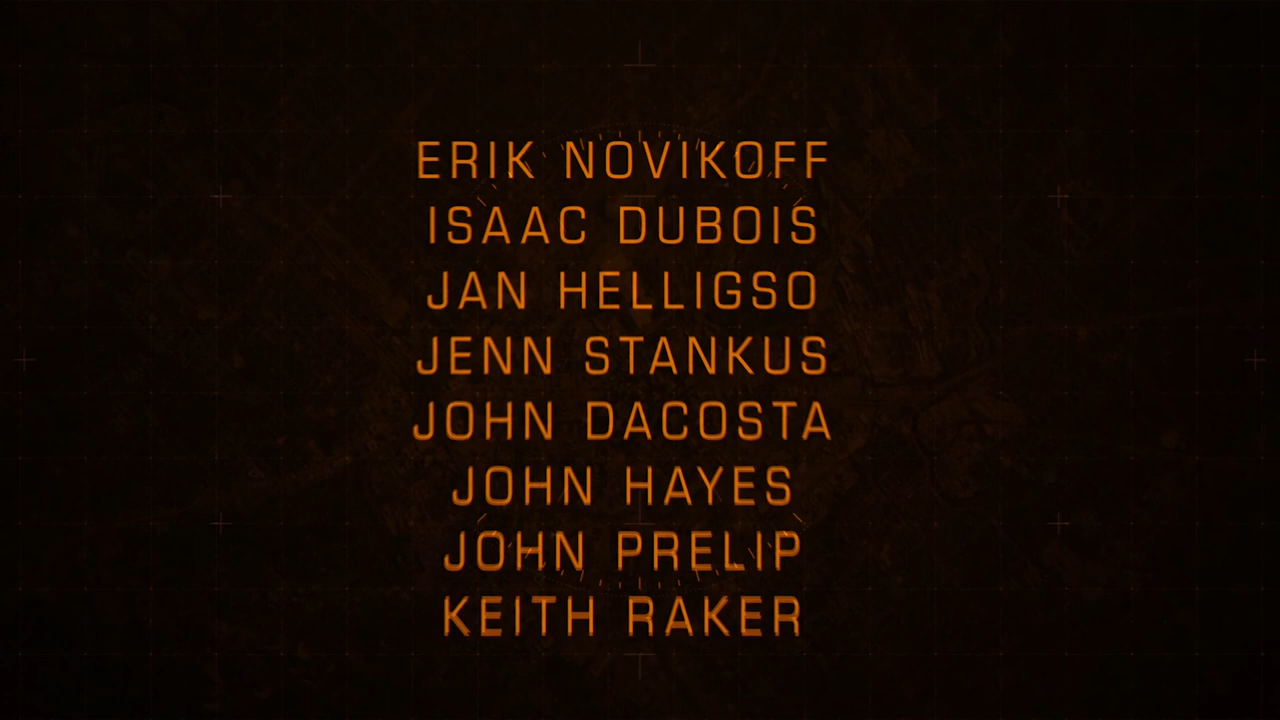 ERIK NOVIKOFF
ISAAC DUBOIS
JAN HELLIGSO
JENN STANKUS
JOHN DACOSTA
JOHN HAYES
JOHN PRELIP
KEITH RAKER